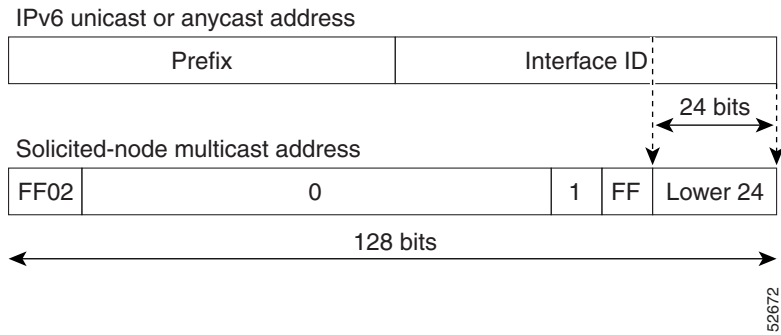 IPv6 unicast or anycast address
Prefix Interface ID
24 bits
Solicited-node multicast address
FF02 0 1 FF Lower 24
128 bits
52672